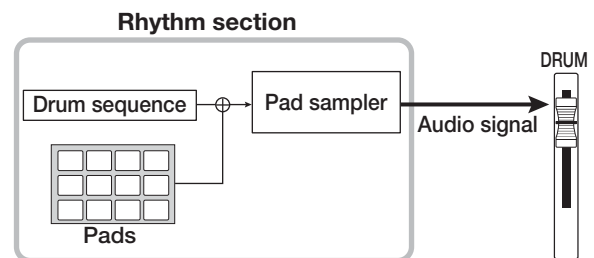 Rhythm section
DRUM
Drum sequence
Pad sampler
Audio signal
Pads